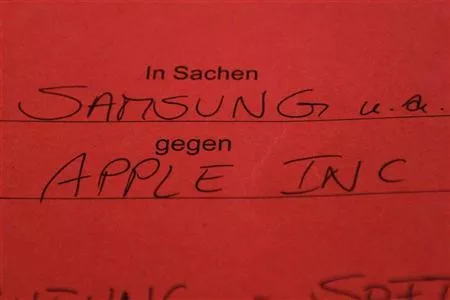 In Sachen
SAMSUNG u.a.
gegen
APPLE INC